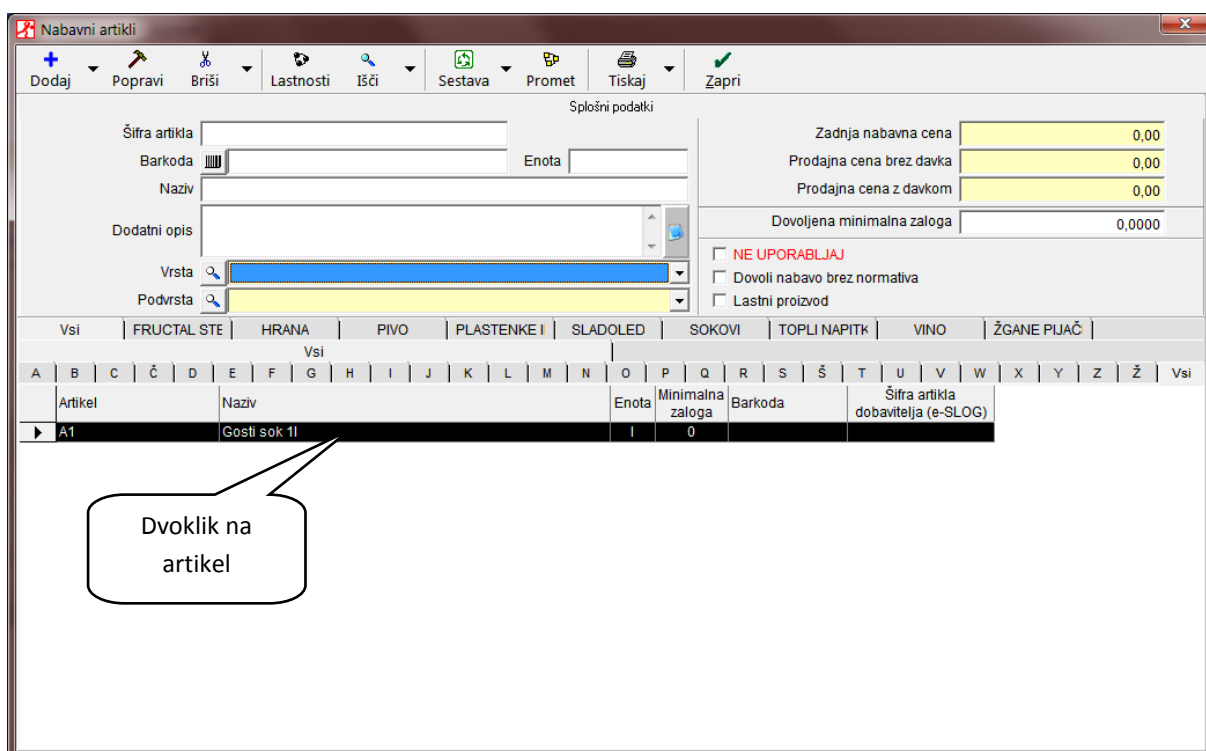 Nabavni artikli
Dodaj Popravi Briši Lastnosti Išči Sestava Promet Tiskaj Zapri
Splošni podatki
Šifra artikla
Barkoda Enota
Naziv
Dodatni opis
Vrsta
Podvrsta
Zadnja nabavna cena 0,00
Prodajna cena brez davka 0,00
Prodajna cena z davkom 0,00
Dovoljena minimalna zaloga 0,0000
NE UPORABLJAJ
Dovoli nabavo brez normativa
Lastni proizvod
Vsi FRUCTAL STE HRANA PIVO PLASTENKE I SLADOLED SOKOVI TOPLI NAPITK VINO ŽGANE PIJAČ
Vsi
A B C Č D E F G H I J K L M N O P Q R S Š T U V W X Y Z Ž Vsi
Artikel Naziv Enota Minimalna zaloga Barkoda Šifra artikla dobavitelja (e-SLOG)
A1 Gosti sok 1l l 0
Dvoklik na
artikel